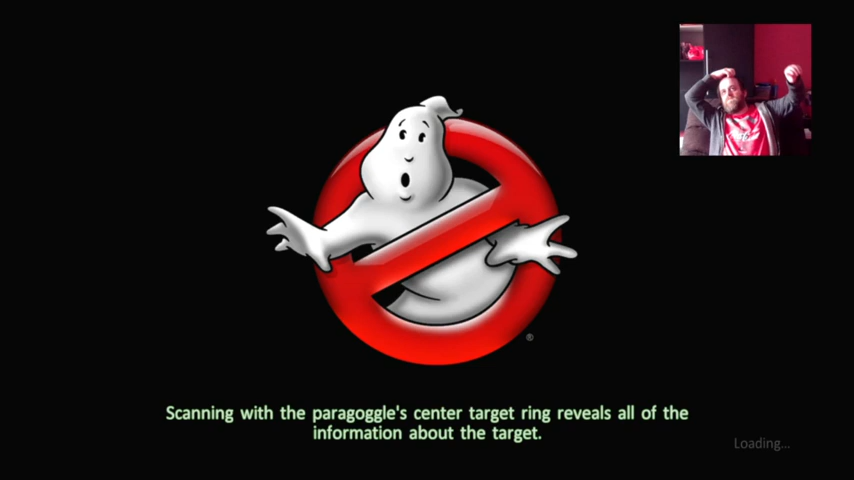 ®
Scanning with the paragoggle's center target ring reveals all of the
information about the target.
Loading...